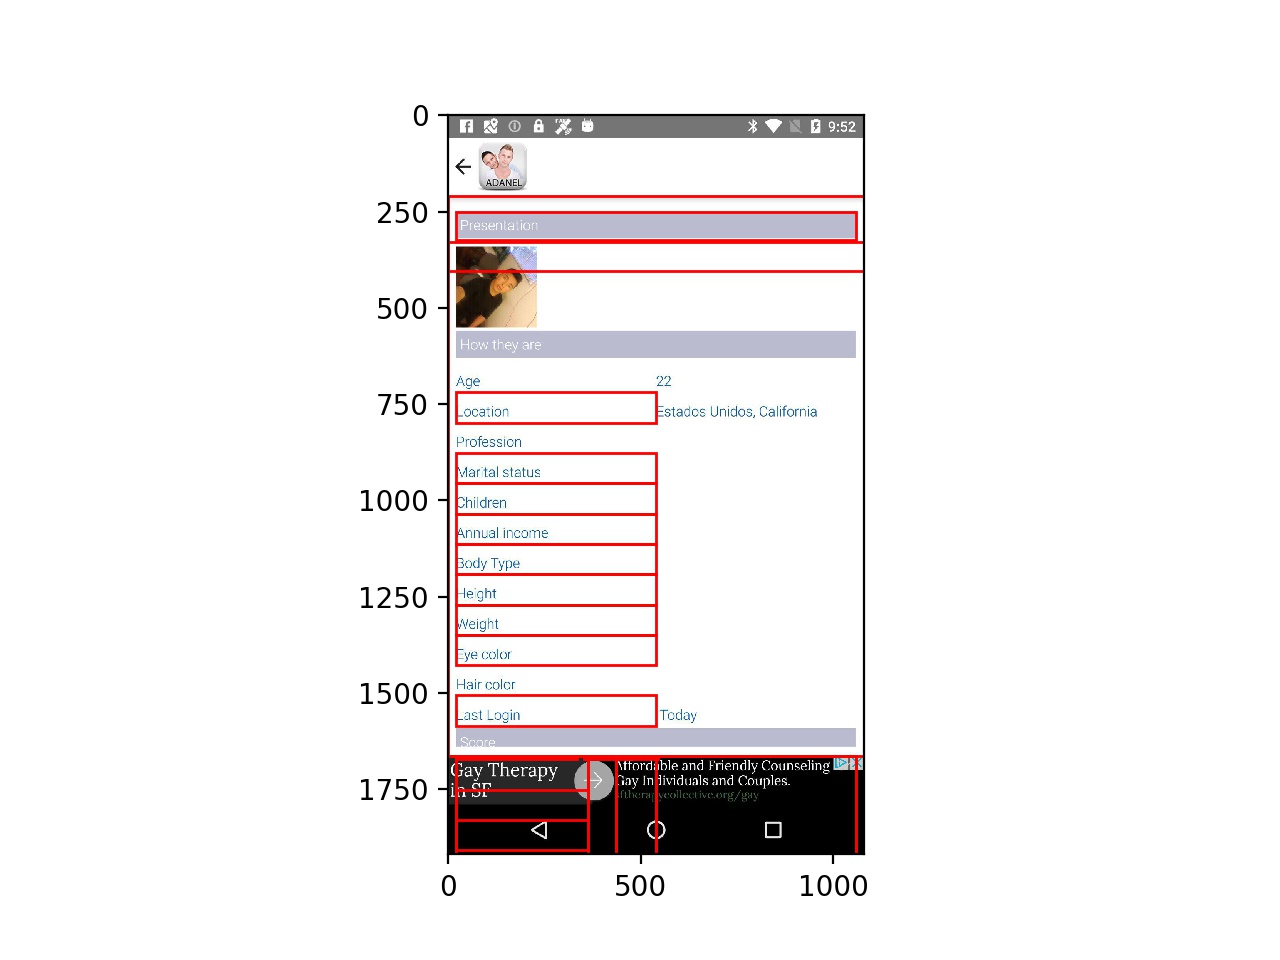 0
250
500
750
1000
1250
1500
1750
0
500
1000
9:52
ADANEL
Presentation
How they are
Age 22
Location Estados Unidos, California
Profession
Marital status
Children
Annual income
Body Type
Height
Weight
Eye color
Hair color
Last Login Today
Score
Gay Therapy
in SF
Affordable and Friendly Counseling
Gay Individuals and Couples.
sftherapycollective.org/gay